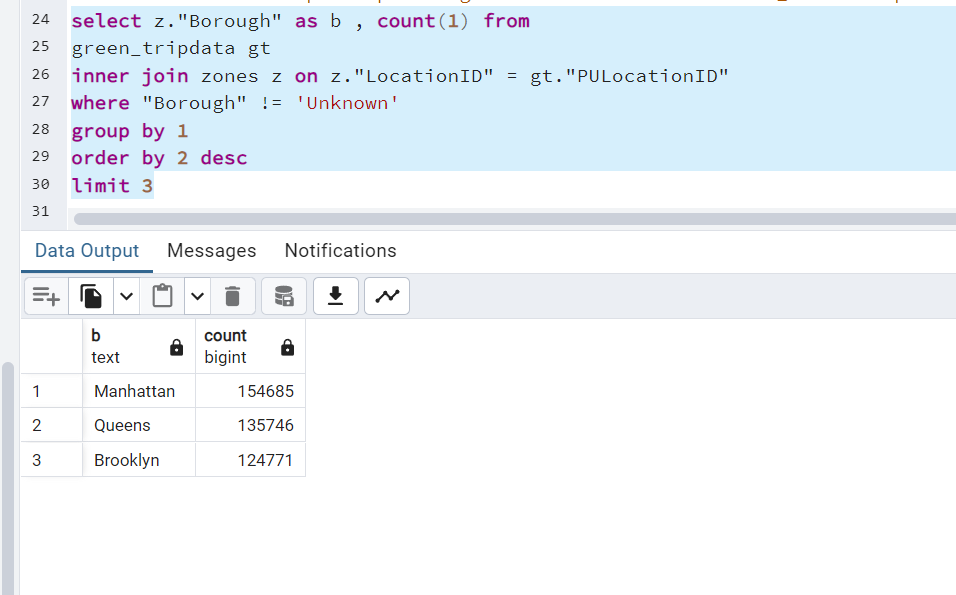 24 select z."Borough" as b , count(1) from
25 green_tripdata gt
26 inner join zones z on z."LocationID" = gt."PULocationID"
27 where "Borough" != 'Unknown'
28 group by 1
29 order by 2 desc
30 limit 3
31
Data Output Messages Notifications
b count
text bigint
1 Manhattan 154685
2 Queens 135746
3 Brooklyn 124771